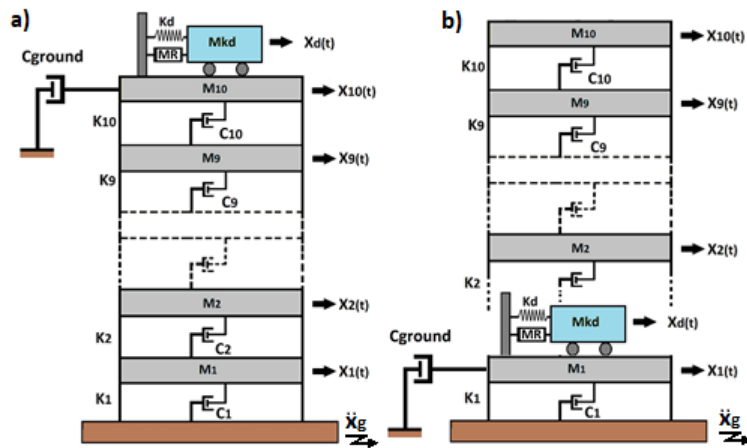 a)
Kd
MR
Mkd
Xd(t)
Cground
M10
X10(t)
K10
C10
M9
X9(t)
K9
C9
M2
X2(t)
K2
C2
M1
X1(t)
K1
C1
ẍg
b)
M10
X10(t)
K10
C10
M9
X9(t)
K9
C9
M2
X2(t)
K2
Kd
MR
Mkd
Xd(t)
Cground
M1
X1(t)
K1
C1
ẍg